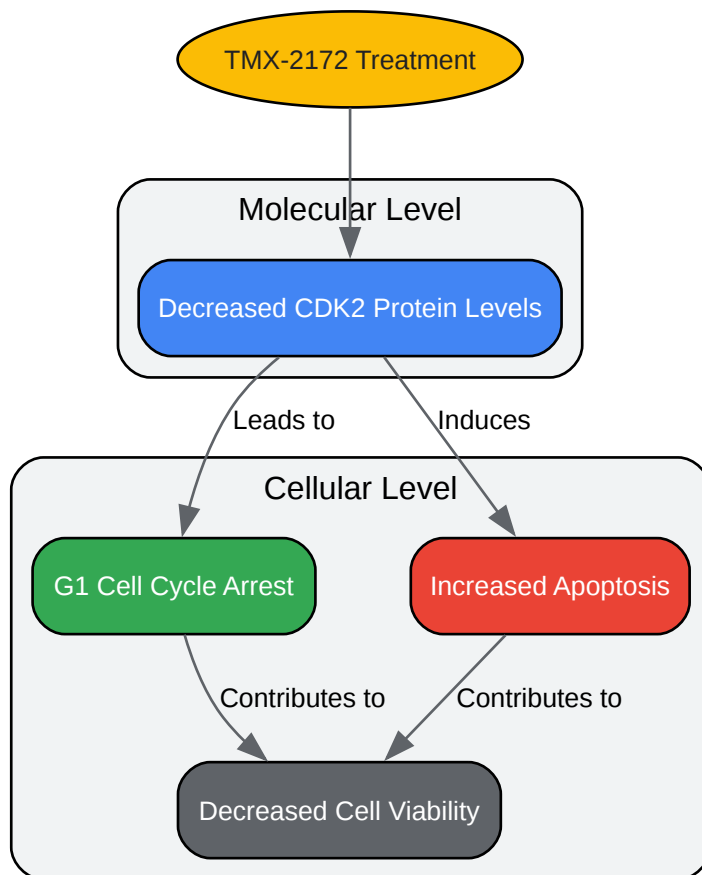 TMX-2172 Treatment
Molecular Level
Decreased CDK2 Protein Levels
Leads to
Induces
Cellular Level
G1 Cell Cycle Arrest
Increased Apoptosis
Contributes to
Contributes to
Decreased Cell Viability